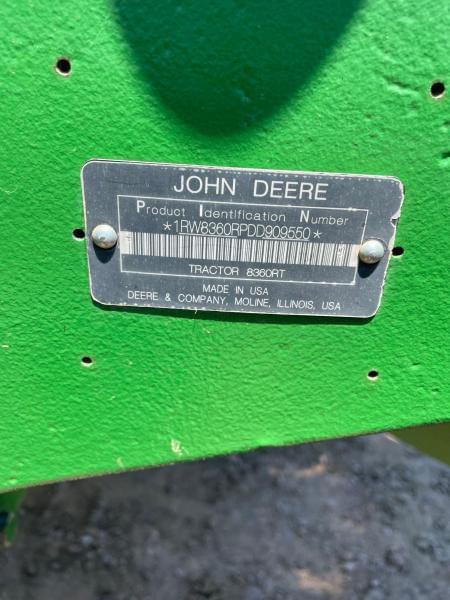 JOHN DEERE
Product Identification Number
*1RW8360RPDD909550*
TRACTOR 8360RT
MADE IN USA
DEERE & COMPANY, MOLINE, ILLINOIS, USA